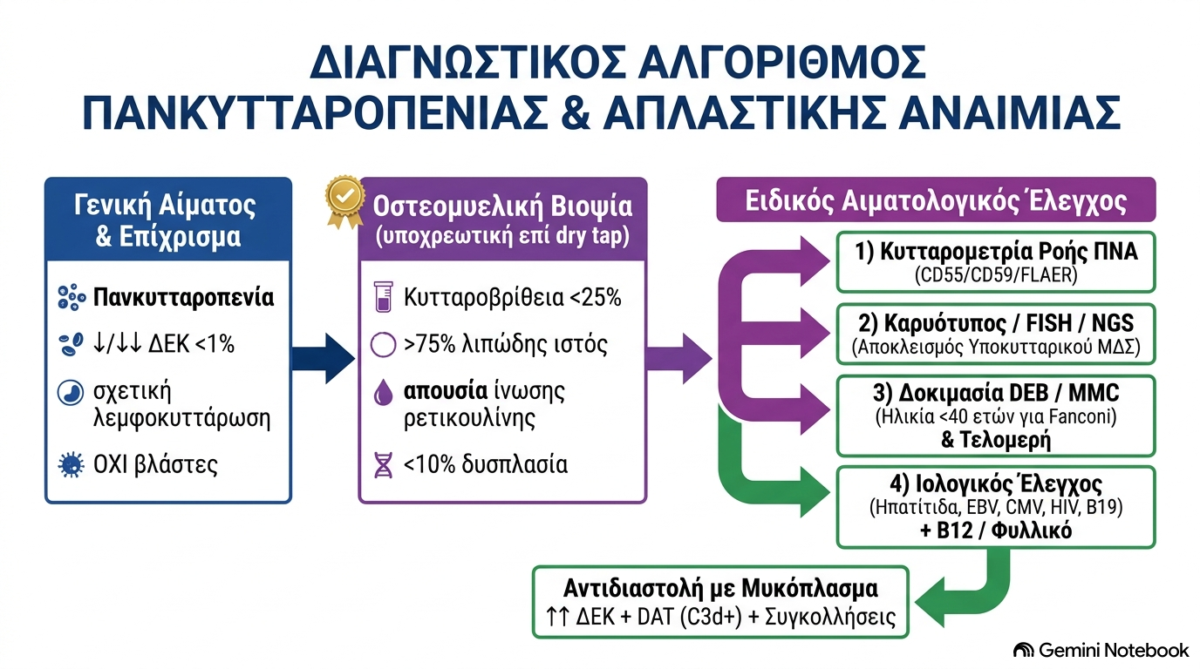 ΔΙΑΓΝΩΣΤΙΚΟΣ ΑΛΓΟΡΙΘΜΟΣ
ΠΑΝΚΥΤΤΑΡΟΠΕΝΙΑΣ & ΑΠΛΑΣΤΙΚΗΣ ΑΝΑΙΜΙΑΣ
Γενική Αίματος
& Επίχρισμα
Πανκυτταροπενία
↓/↓↓ ΔΕΚ <1%
σχετική
λεμφοκυττάρωση
ΟΧΙ βλάστες
Οστεομυελική Βιοψία
(υποχρεωτική επί dry tap)
Κυτταροβρίθεια <25%
>75% λιπώδης ιστός
απουσία ίνωσης
ρετικουλίνης
<10% δυσπλασία
Ειδικός Αιματολογικός Έλεγχος
1) Κυτταρομετρία Ροής ΠΝΑ
(CD55/CD59/FLAER)
2) Καρυότυπος / FISH / NGS
(Αποκλεισμός Υποκυτταρικού ΜΔΣ)
3) Δοκιμασία DEB / MMC
(Ηλικία <40 ετών για Fanconi)
& Τελομερή
4) Ιολογικός Έλεγχος
(Ηπατίτιδα, EBV, CMV, HIV, B19)
+ B12 / Φυλλικό
Αντιδιαστολή με Μυκόπλασμα
↑↑ ΔΕΚ + DAT (C3d+) + Συγκολλήσεις
Gemini Notebook